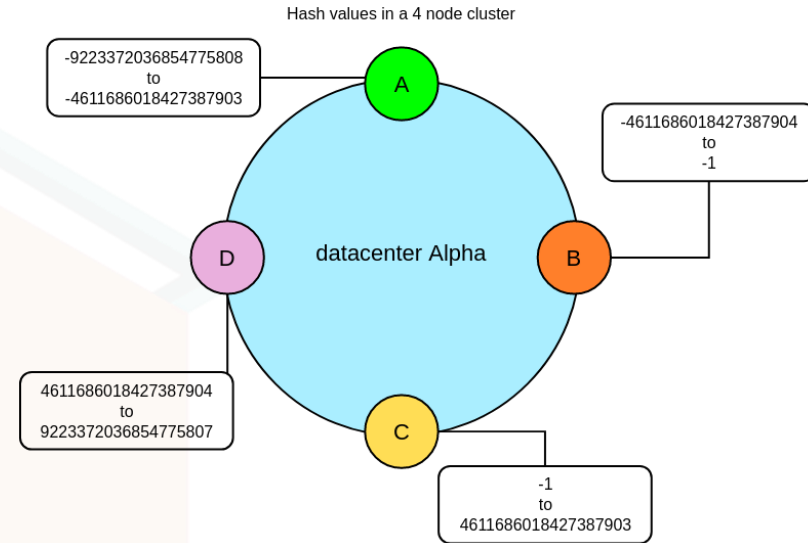 Hash values in a 4 node cluster
-9223372036854775808
to
-4611686018427387903
A
-4611686018427387904
to
-1
D
datacenter Alpha
B
4611686018427387904
to
9223372036854775807
C
-1
to
4611686018427387903